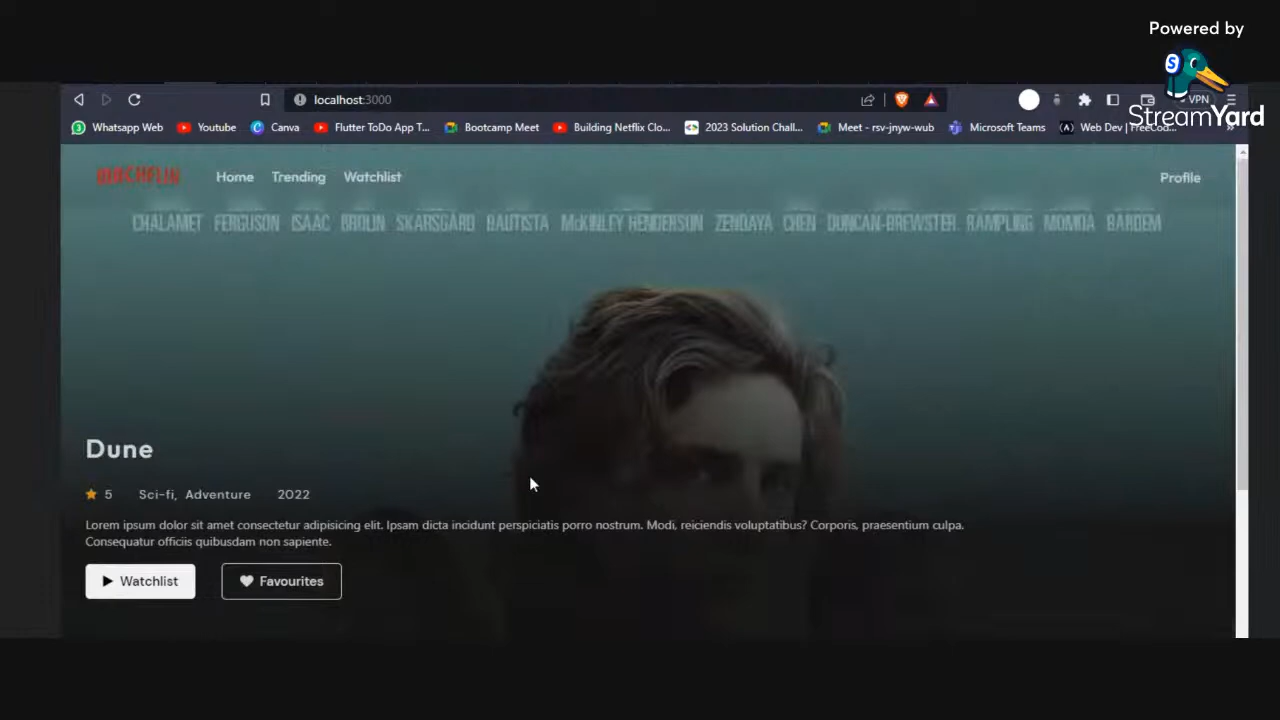 Powered by
StreamYard
localhost:3000
VPN
Whatsapp Web
Youtube
Canva
Flutter ToDo App T...
Bootcamp Meet
Building Netflix Clo...
2023 Solution Chall...
Meet - rsv-jnyw-wub
Microsoft Teams
Web Dev | FreeCod...
Home Trending Watchlist
Profile
CHALAMET FERGUSON ISAAC BROLIN SKARSGÅRD BAUTISTA McKINLEY HENDERSON ZENDAYA CHEN DUNCAN-BREWSTER RAMPLING MOMOA BARDEM
Dune
5 Sci-fi, Adventure 2022
Lorem ipsum dolor sit amet consectetur adipisicing elit. Ipsam dicta incidunt perspiciatis porro nostrum. Modi, reiciendis voluptatibus? Corporis, praesentium culpa.
Consequatur officiis quibusdam non sapiente.
Watchlist
Favourites